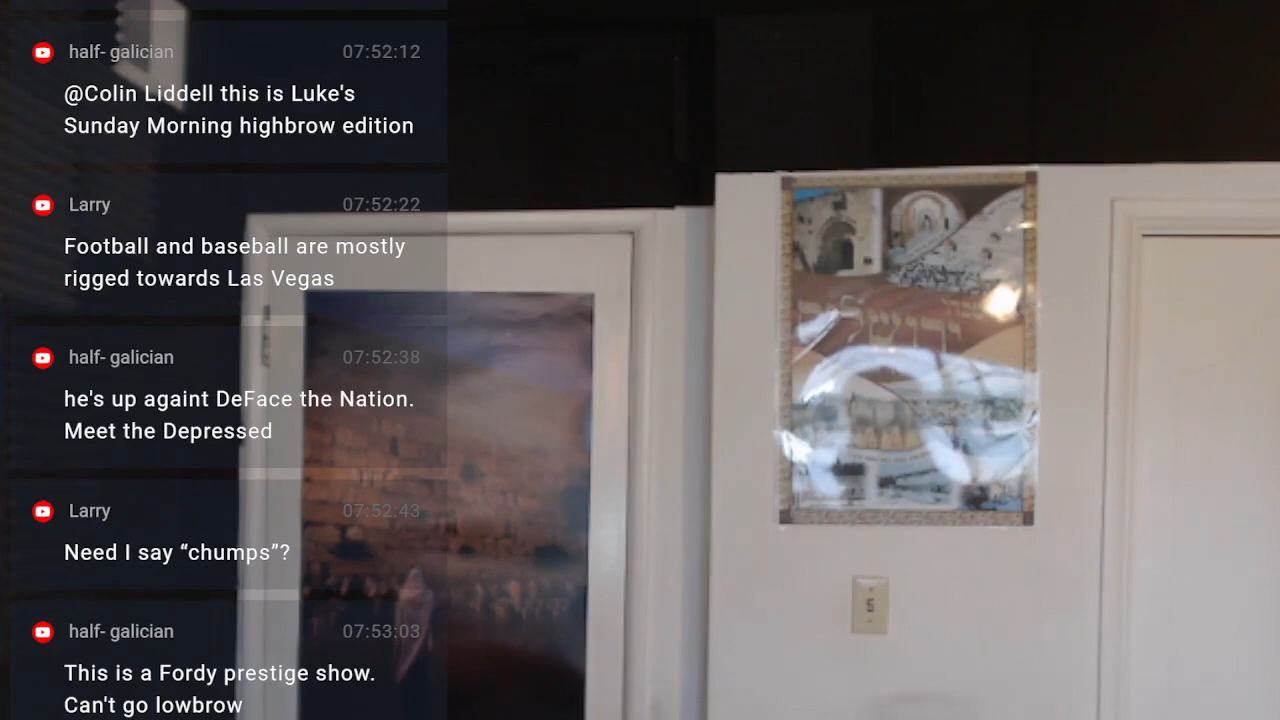 half- galician 07:52:12
@Colin Liddell this is Luke's
Sunday Morning highbrow edition
Larry 07:52:22
Football and baseball are mostly
rigged towards Las Vegas
half- galician 07:52:38
he's up againt DeFace the Nation.
Meet the Depressed
Larry 07:52:43
Need I say “chumps”?
half- galician 07:53:03
This is a Fordy prestige show.
Can't go lowbrow
ירושלים